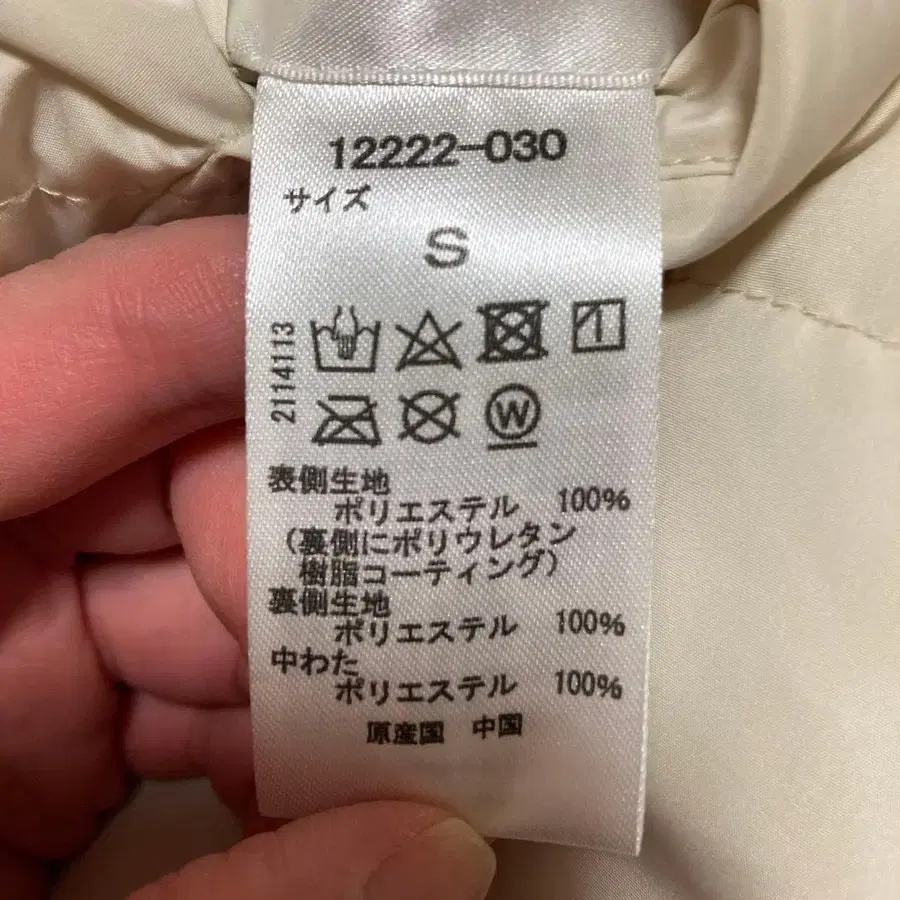 12222-030
サイズ
S
2114113
W
表側生地
ポリエステル 100%
（裏側にポリウレタン
樹脂コーティング）
裏側生地
ポリエステル 100%
中わた
ポリエステル 100%
原産国 中国